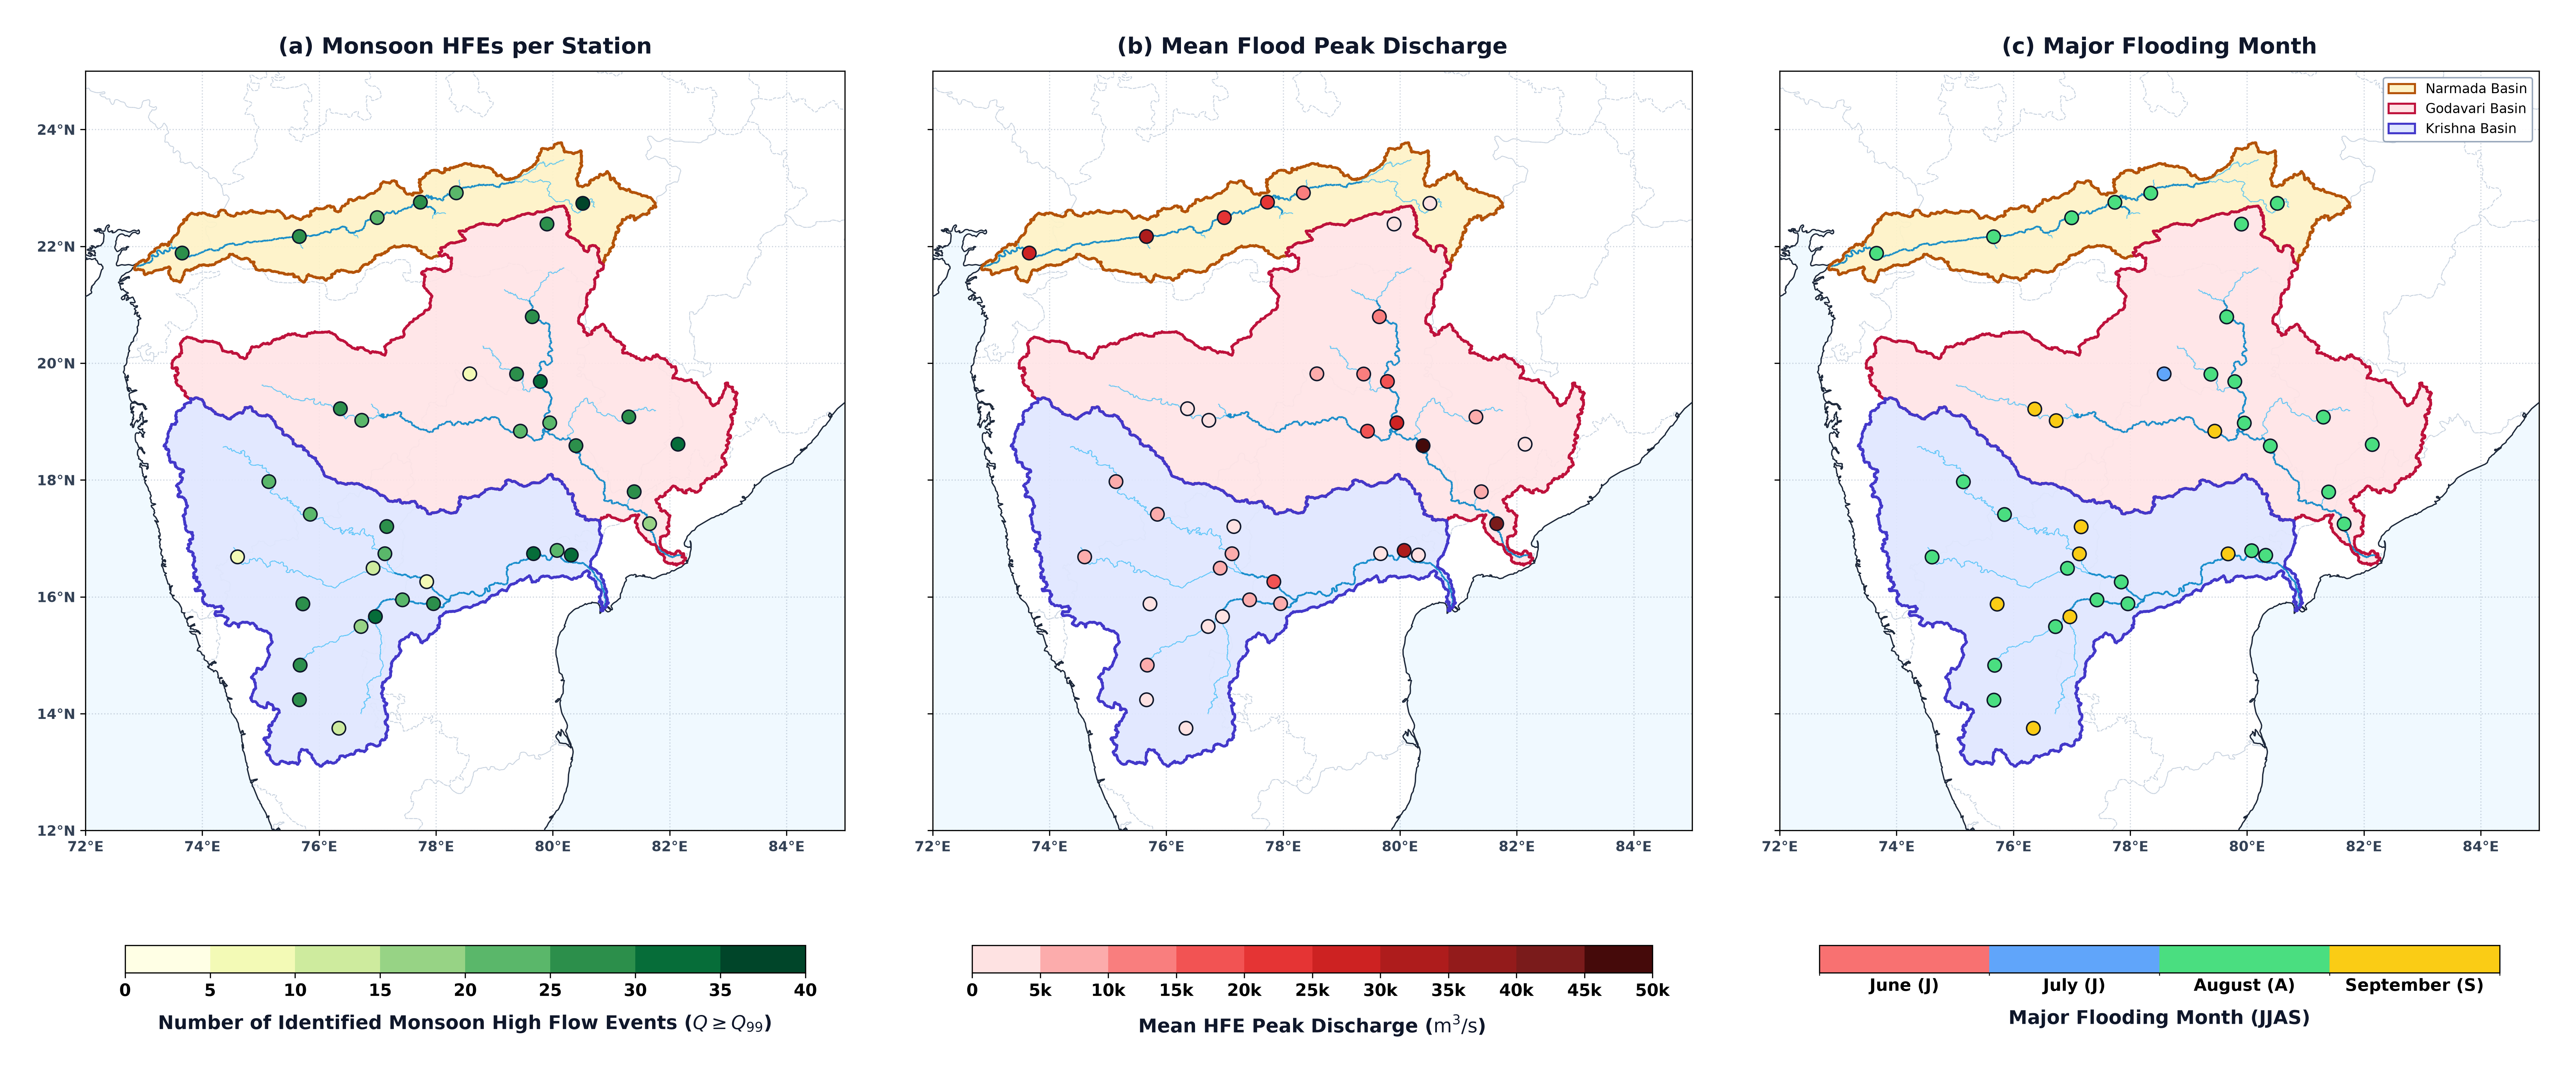 (a) Monsoon HFEs per Station
(b) Mean Flood Peak Discharge
(c) Major Flooding Month
Narmada Basin
Godavari Basin
Krishna Basin
24°N
22°N
20°N
18°N
16°N
14°N
12°N
72°E 74°E 76°E 78°E 80°E 82°E 84°E
72°E 74°E 76°E 78°E 80°E 82°E 84°E
72°E 74°E 76°E 78°E 80°E 82°E 84°E
0 5 10 15 20 25 30 35 40
Number of Identified Monsoon High Flow Events (Q ≥ Q₉₉)
0 5k 10k 15k 20k 25k 30k 35k 40k 45k 50k
Mean HFE Peak Discharge (m³/s)
June (J) July (J) August (A) September (S)
Major Flooding Month (JJAS)